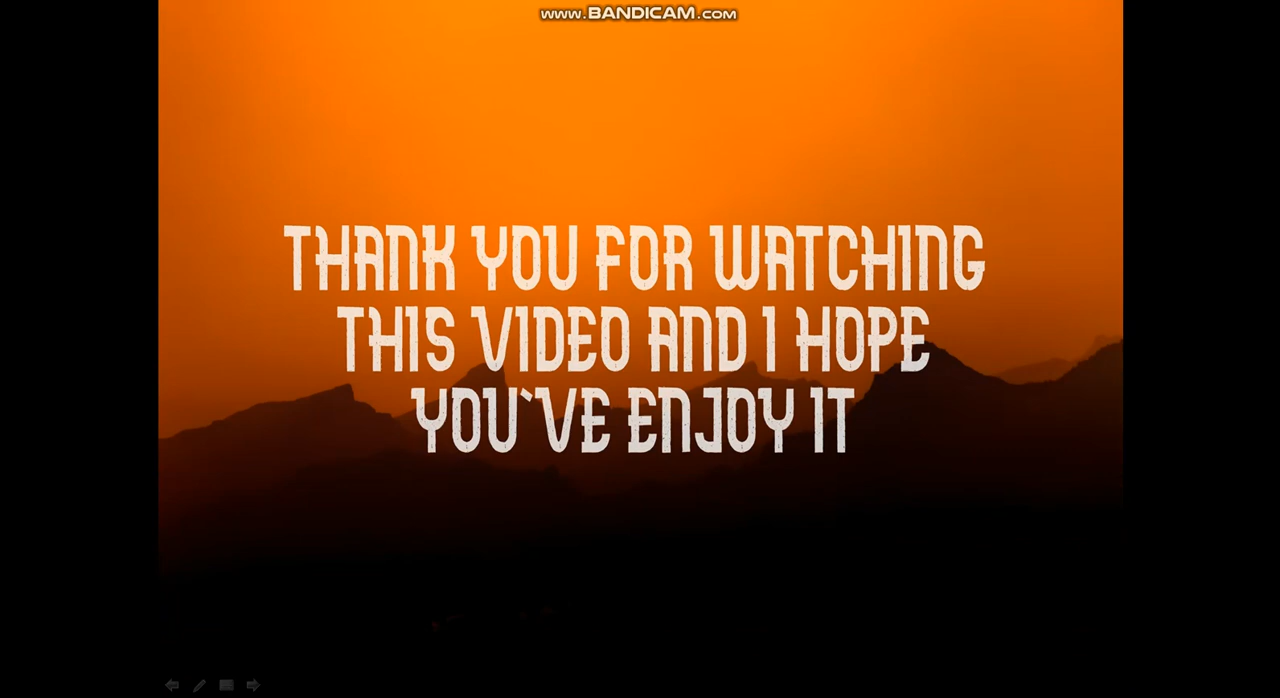 www.BANDICAM.com
THANK YOU FOR WATCHING
THIS VIDEO AND I HOPE
YOU`VE ENJOY IT